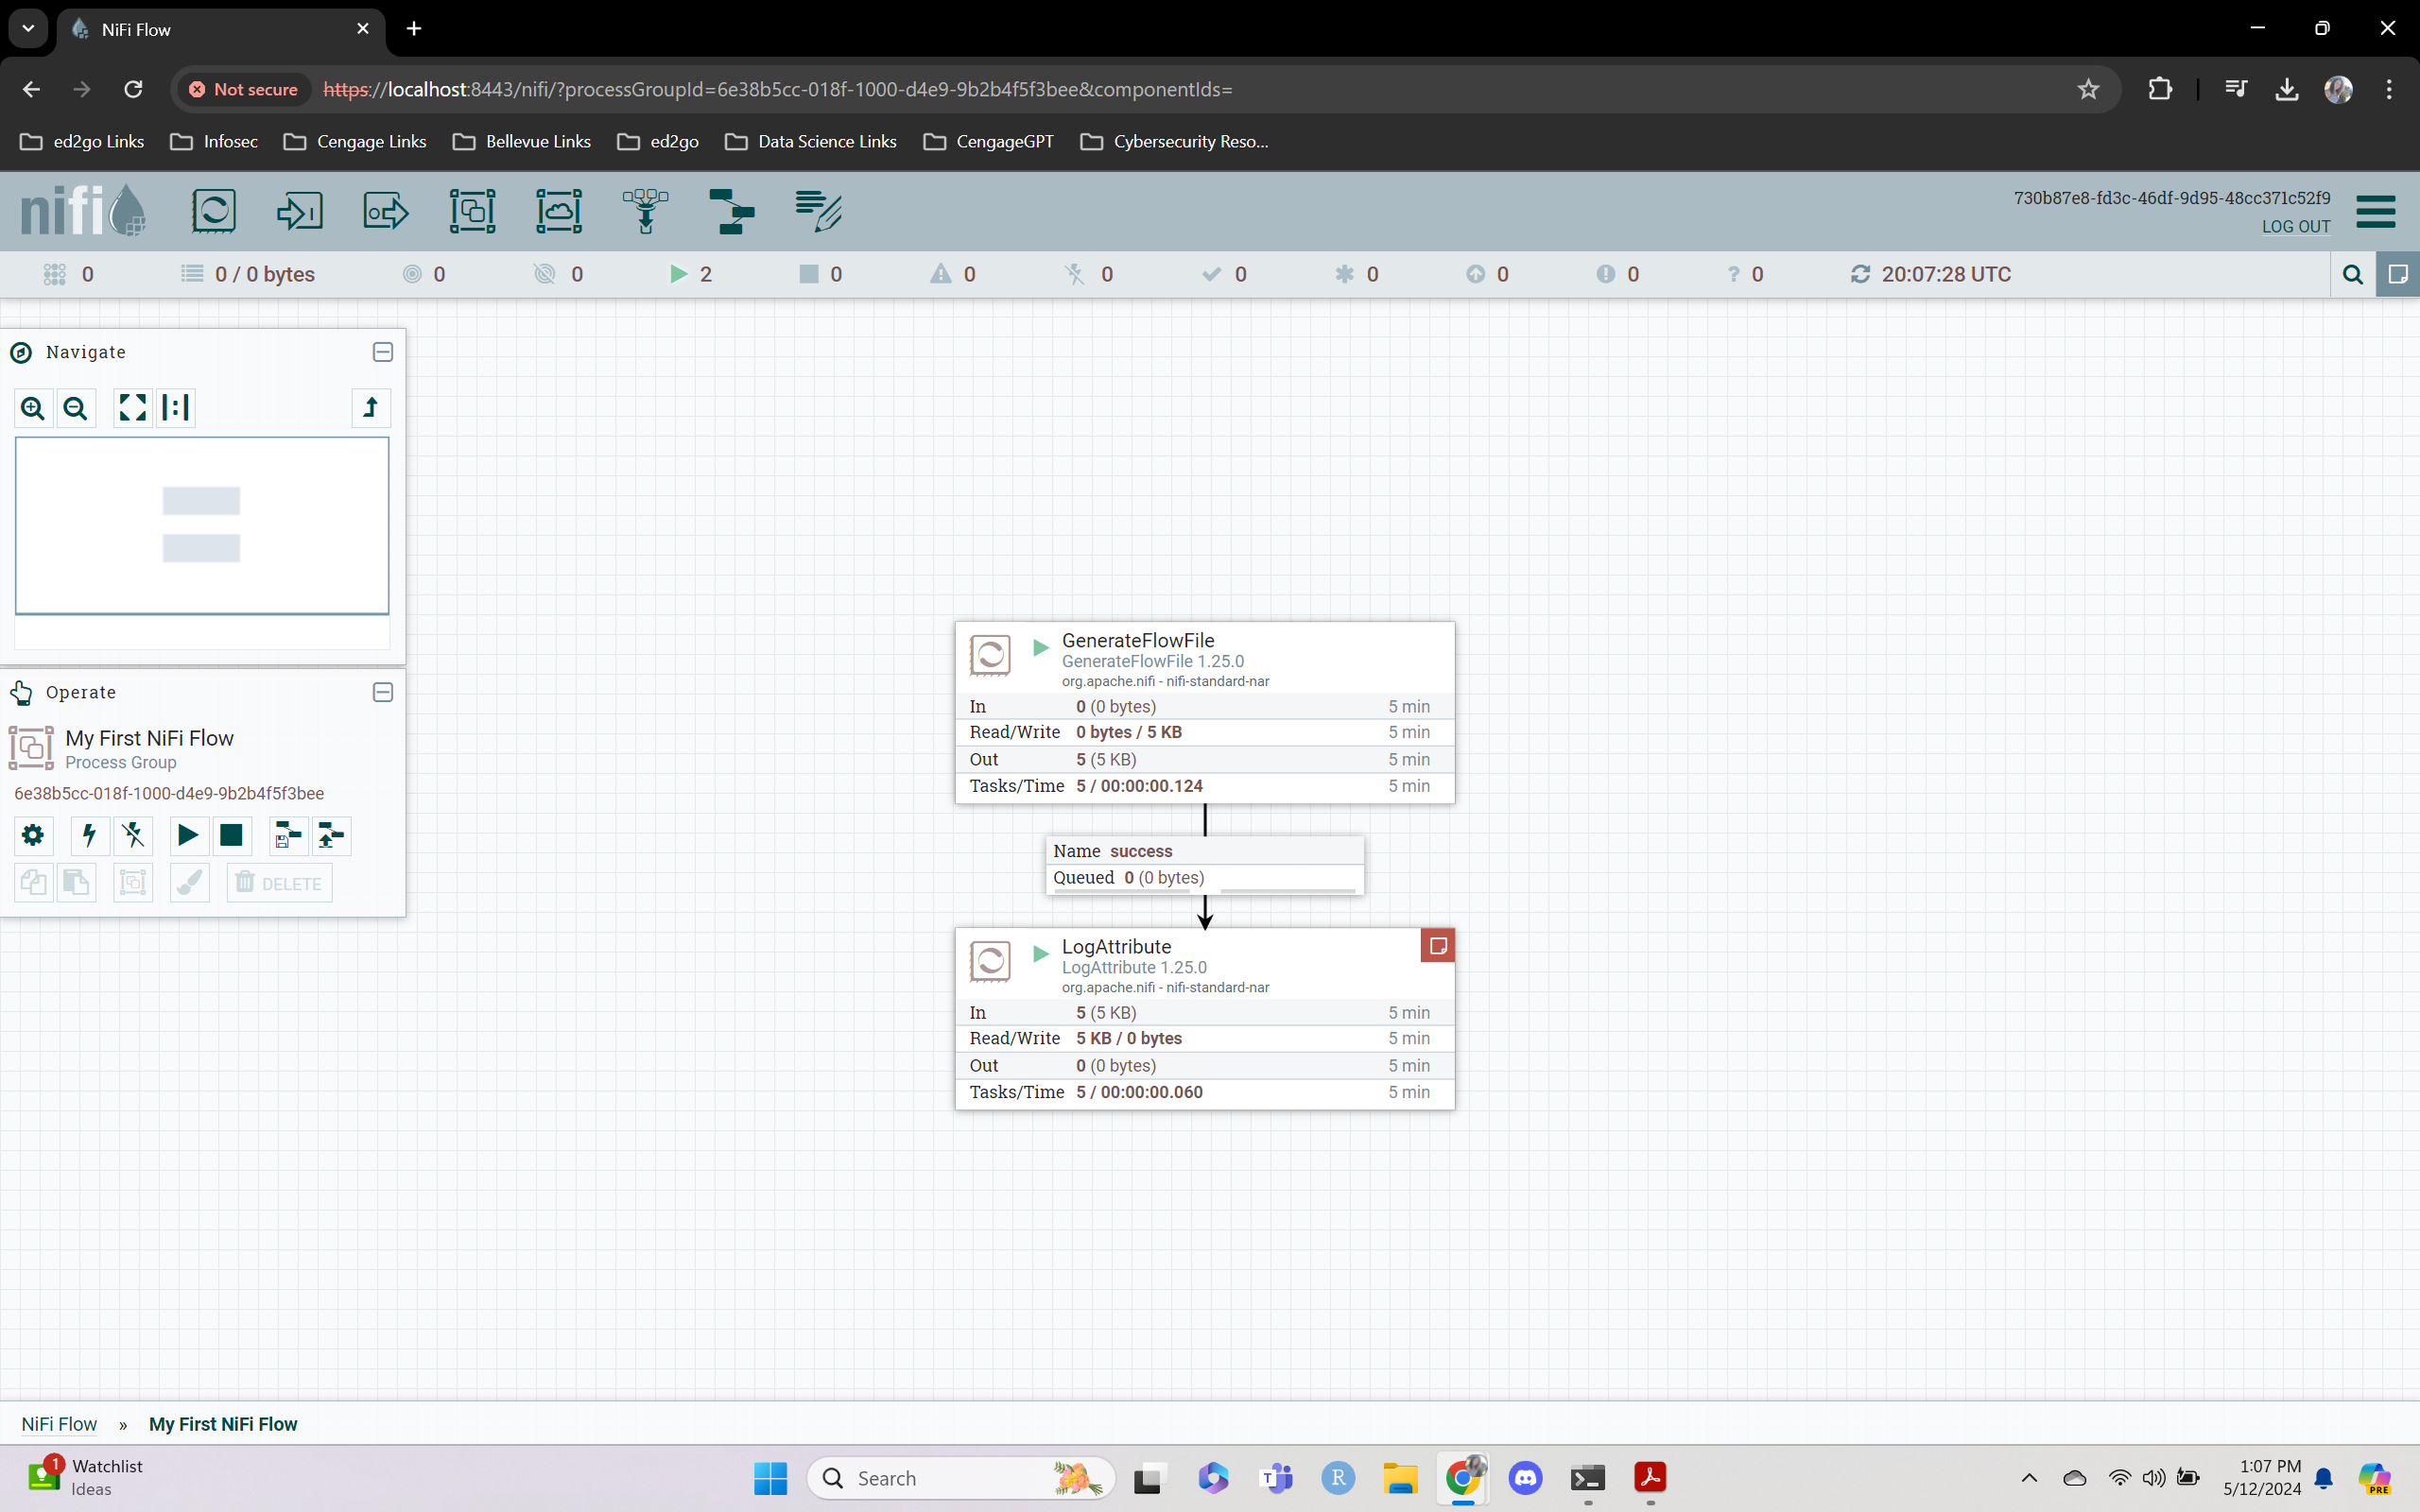 NiFi Flow
Not secure https://localhost:8443/nifi/?processGroupId=6e38b5cc-018f-1000-d4e9-9b2b4f5f3bee&componentIds=
ed2go Links Infosec Cengage Links Bellevue Links ed2go Data Science Links CengageGPT Cybersecurity Reso...
nifi
730b87e8-fd3c-46df-9d95-48cc371c52f9
LOG OUT
0 0 / 0 bytes 0 0 2 0 0 0 0 0 0 0 ? 0 20:07:28 UTC
Navigate
Operate
My First NiFi Flow
Process Group
6e38b5cc-018f-1000-d4e9-9b2b4f5f3bee
DELETE
GenerateFlowFile
GenerateFlowFile 1.25.0
org.apache.nifi - nifi-standard-nar
In 0 (0 bytes) 5 min
Read/Write 0 bytes / 5 KB 5 min
Out 5 (5 KB) 5 min
Tasks/Time 5 / 00:00:00.124 5 min
Name success
Queued 0 (0 bytes)
LogAttribute
LogAttribute 1.25.0
org.apache.nifi - nifi-standard-nar
In 5 (5 KB) 5 min
Read/Write 5 KB / 0 bytes 5 min
Out 0 (0 bytes) 5 min
Tasks/Time 5 / 00:00:00.060 5 min
NiFi Flow » My First NiFi Flow
1
Watchlist
Ideas
Search
T
R
1:07 PM
5/12/2024
PRE